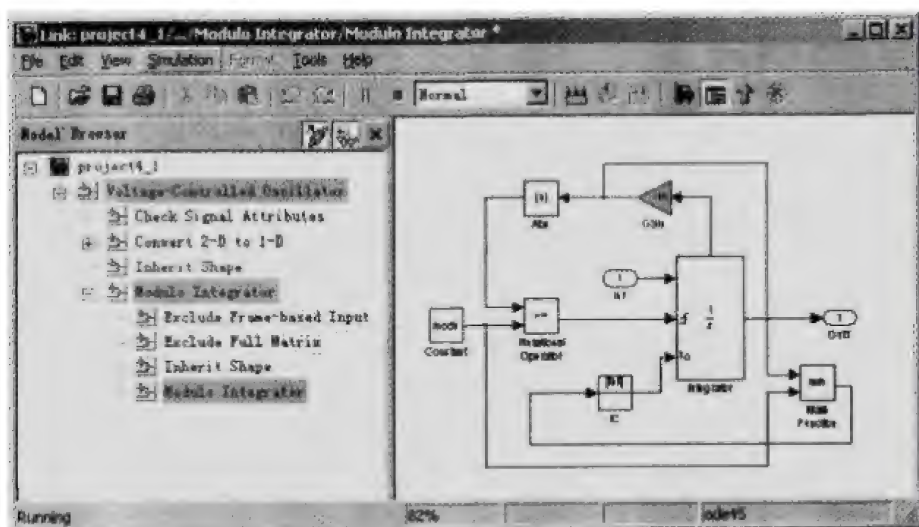 Link: project4_1/.../Modulo Integrator/Modulo Integrator *
File Edit View Simulation Format Tools Help
Normal
Model Browser
project4_1
Voltage-Controlled Oscillator
Check Signal Attributes
Convert 2-D to 1-D
Inherit Shape
Modulo Integrator
Exclude Frame-based Input
Exclude Full Matrix
Inherit Shape
Modulo Integrator
Abs
Gain
1
In1
Constant
Relational
Operator
1
s
xo
Integrator
IC
1
Out1
Math
Function
Running
82%
ode45